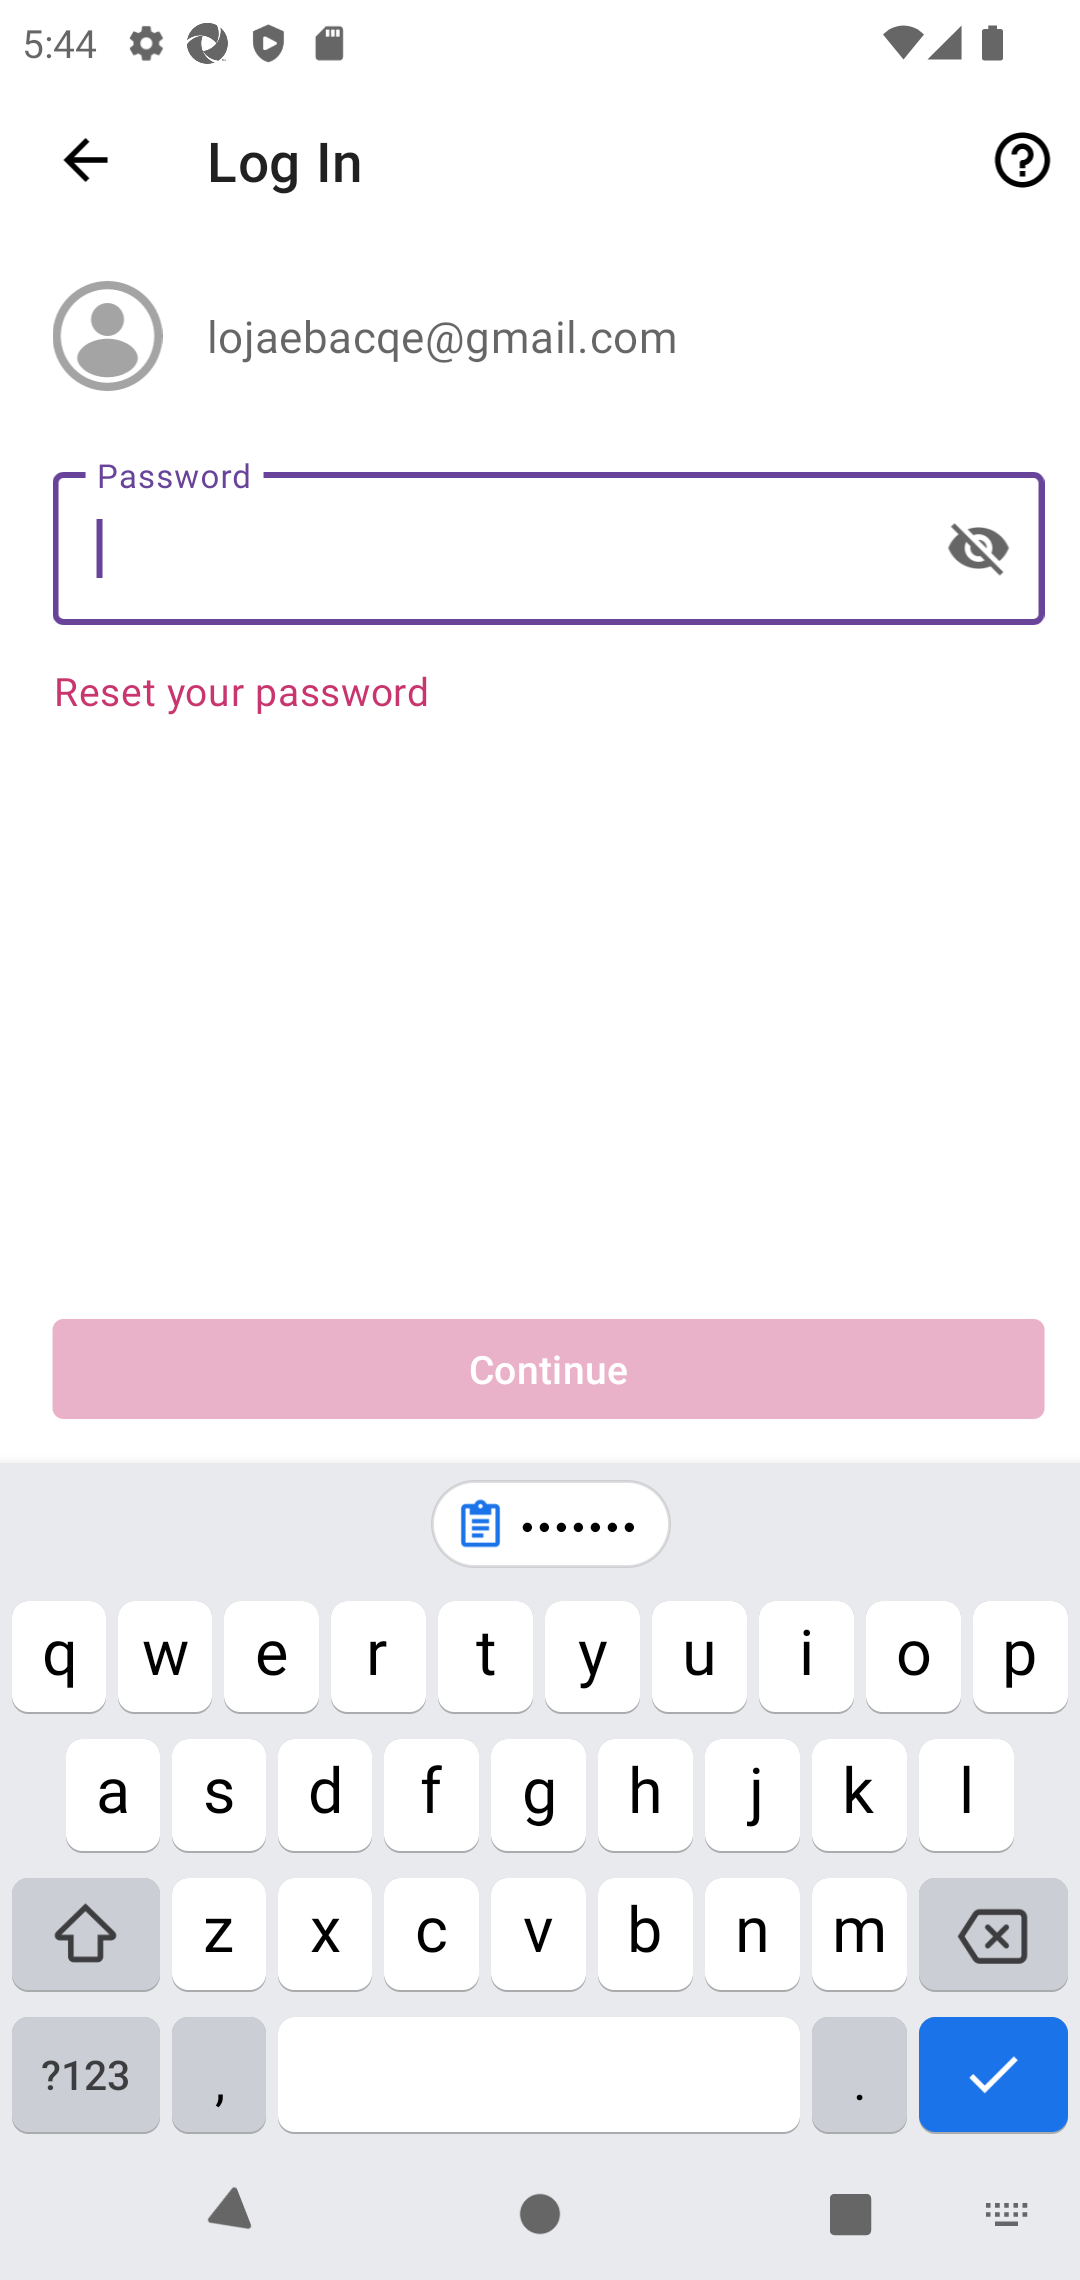 5:44
Log In
lojaebacqe@gmail.com
Password
Reset your password
Continue
•••••••
q w e r t y u i o p
a s d f g h j k l
z x c v b n m
?123 , .